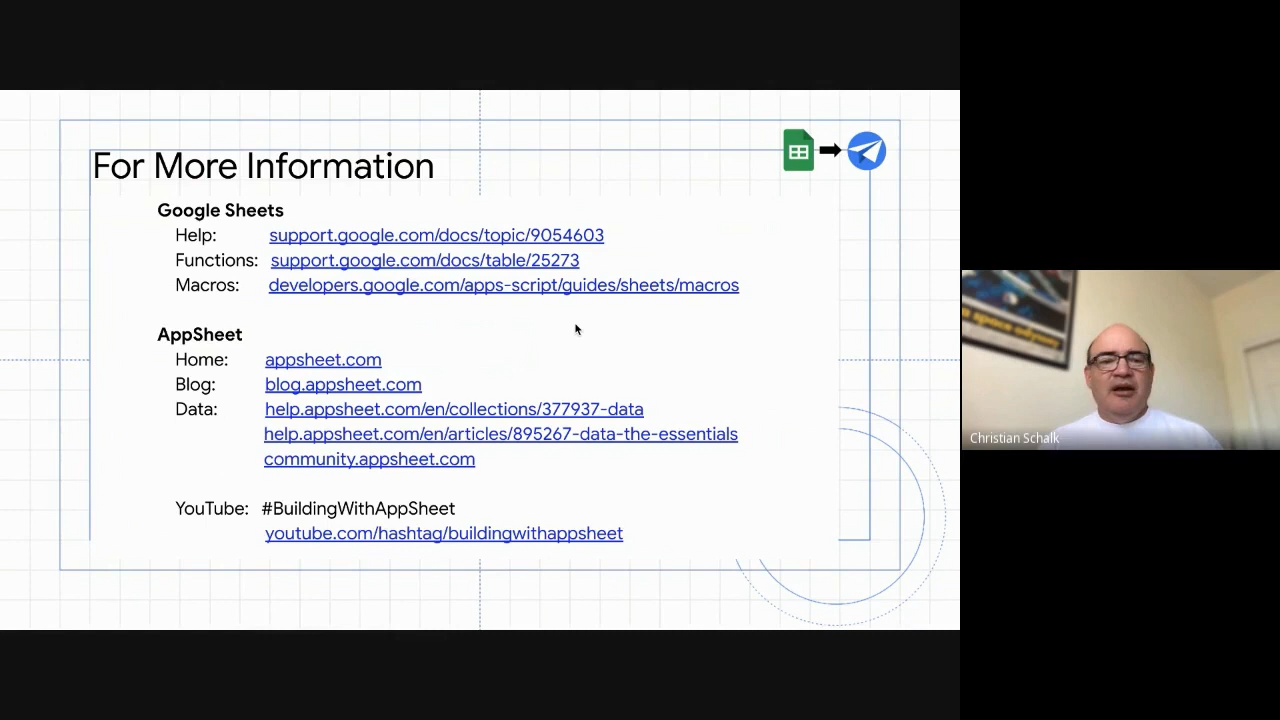 For More Information
Google Sheets
Help: support.google.com/docs/topic/9054603
Functions: support.google.com/docs/table/25273
Macros: developers.google.com/apps-script/guides/sheets/macros
AppSheet
Home: appsheet.com
Blog: blog.appsheet.com
Data: help.appsheet.com/en/collections/377937-data
help.appsheet.com/en/articles/895267-data-the-essentials
community.appsheet.com
YouTube: #BuildingWithAppSheet
youtube.com/hashtag/buildingwithappsheet
a space odyssey
Christian Schalk